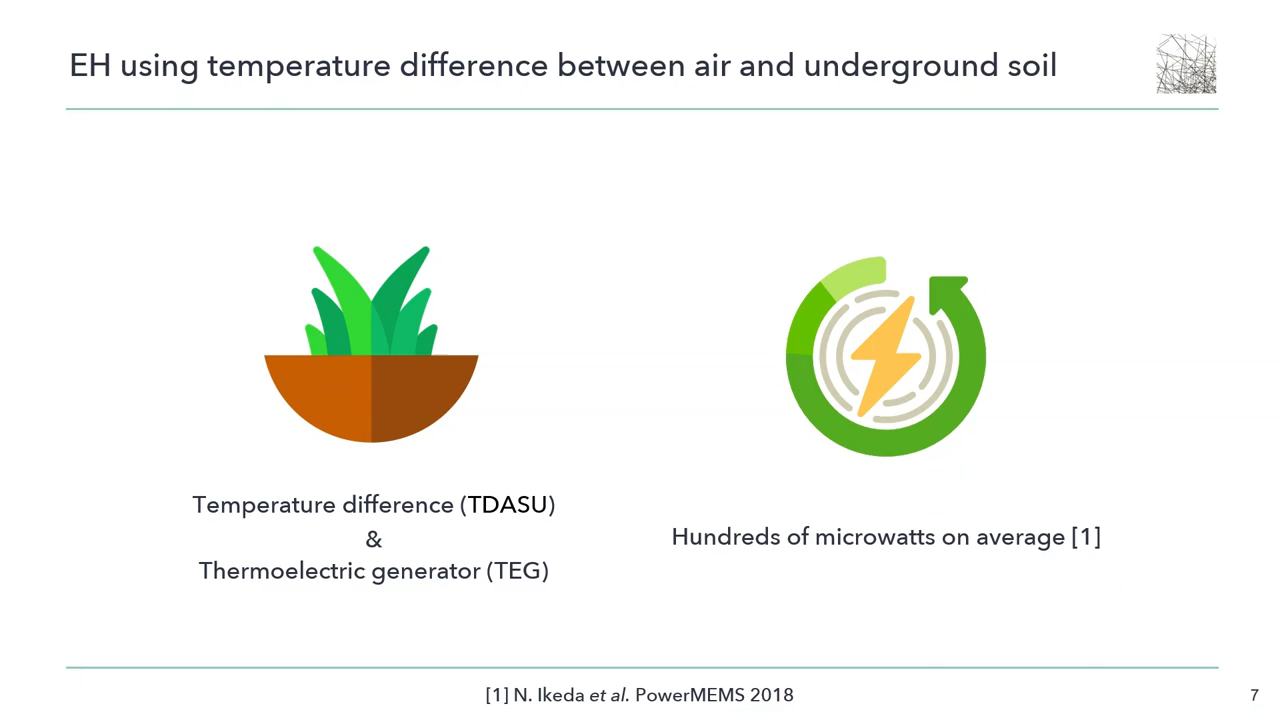 EH using temperature difference between air and underground soil
Temperature difference (TDASU)
&
Thermoelectric generator (TEG)
Hundreds of microwatts on average [1]
[1] N. Ikeda et al. PowerMEMS 2018
7